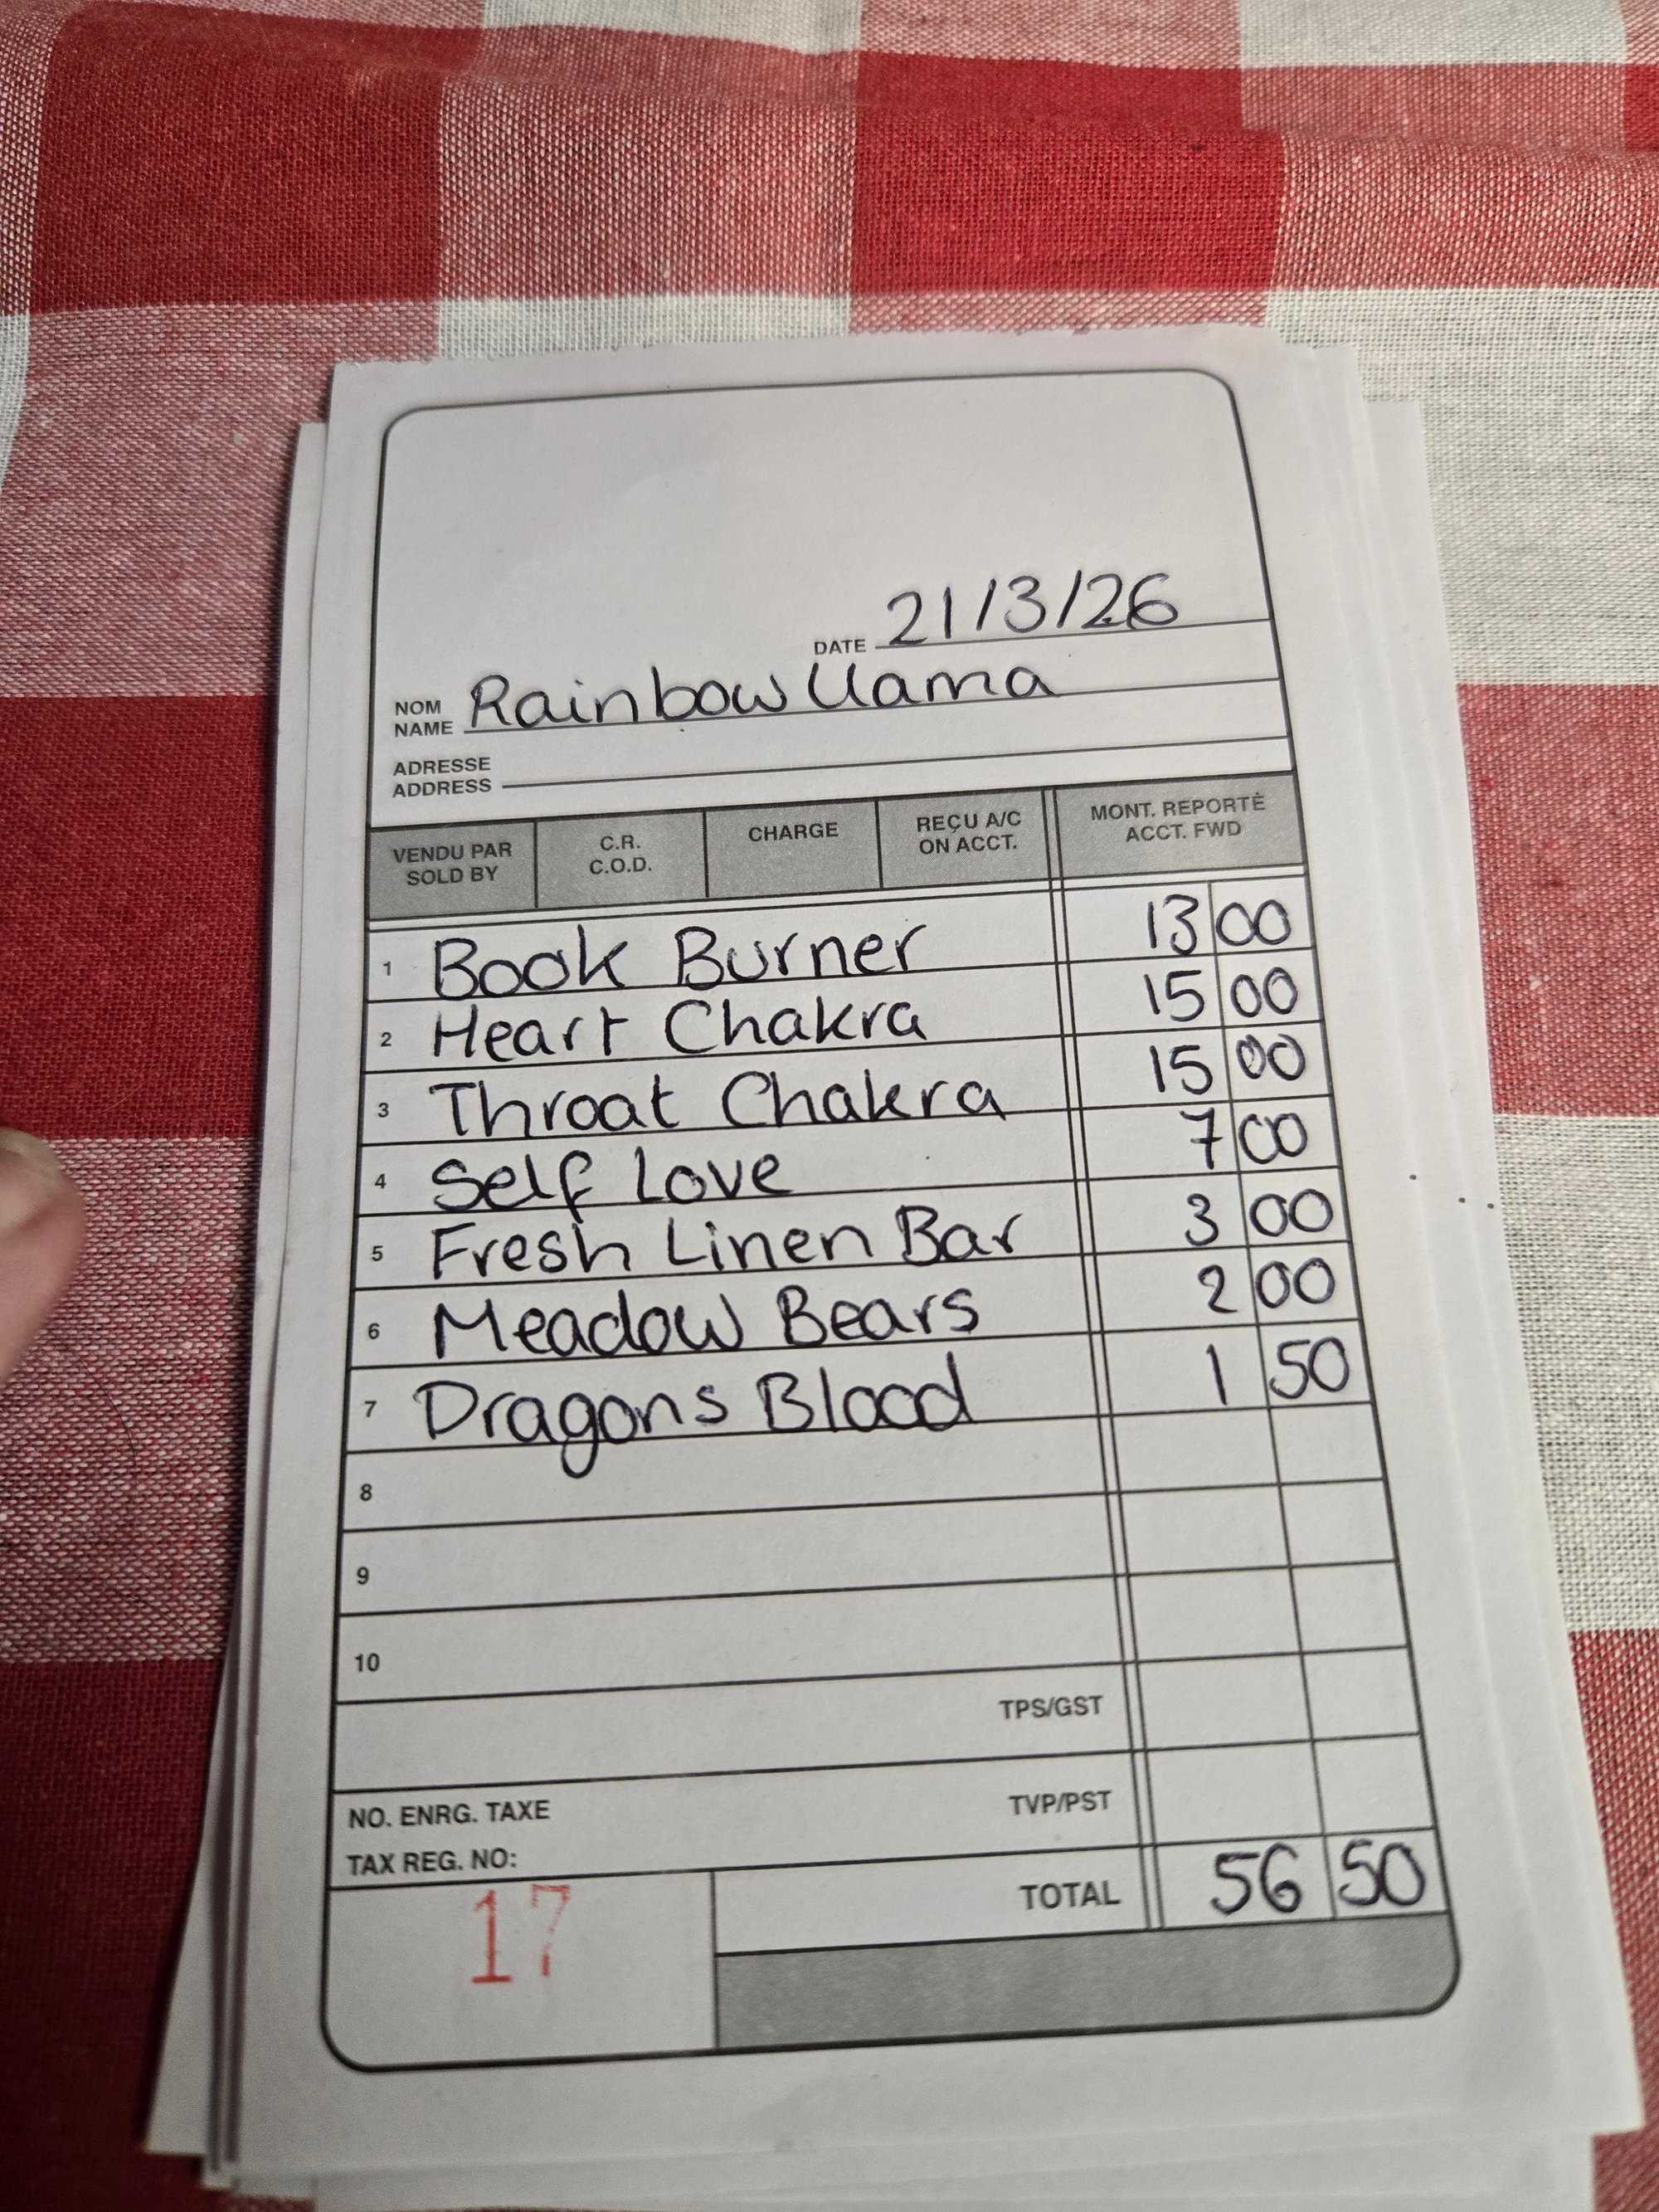 DATE 21/3/26
NOM
NAME Rainbow llama
ADRESSE
ADDRESS
VENDU PAR
SOLD BY
C.R.
C.O.D.
CHARGE
REÇU A/C
ON ACCT.
MONT. REPORTÉ
ACCT. FWD
1 Book Burner 13 00
2 Heart Chakra 15 00
3 Throat Chakra 15 00
4 Self Love 7 00
5 Fresh Linen Bar 3 00
6 Meadow Bears 2 00
7 Dragons Blood 1 50
8
9
10
TPS/GST
NO. ENRG. TAXE TVP/PST
TAX REG. NO:
17
TOTAL 56 50